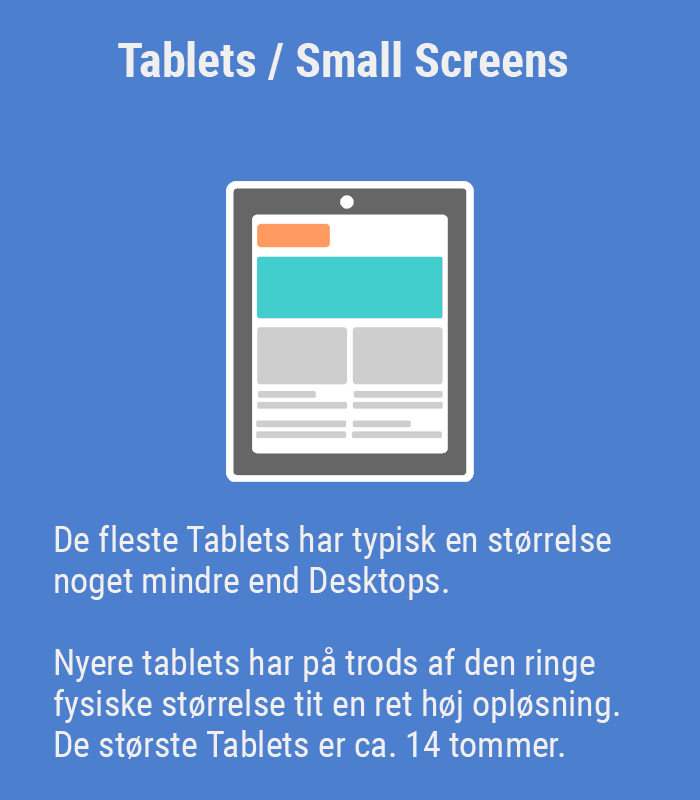 Tablets / Small Screens
De fleste Tablets har typisk en størrelse
noget mindre end Desktops.
Nyere tablets har på trods af den ringe
fysiske størrelse tit en ret høj opløsning.
De største Tablets er ca. 14 tommer.